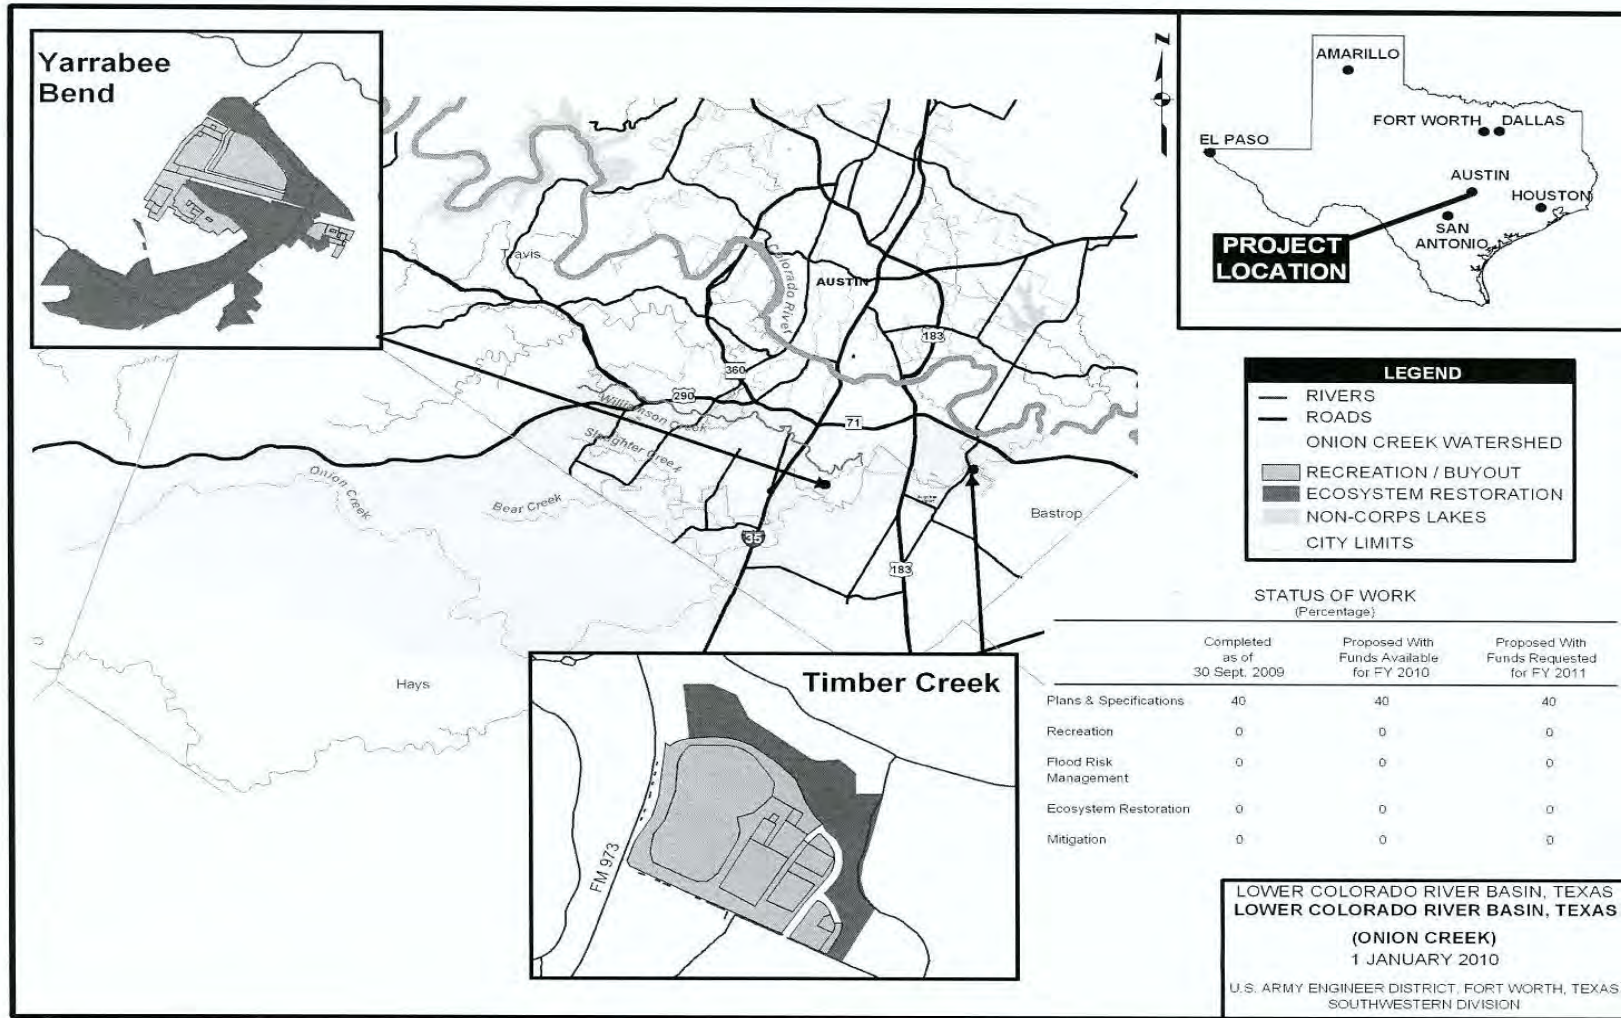 Yarrabee
Bend
N
AMARILLO
FORT WORTH
DALLAS
EL PASO
AUSTIN
HOUSTON
SAN
ANTONIO
PROJECT
LOCATION
Travis
Colorado River
AUSTIN
183
360
290
Williamson Creek
71
Slaughter Creek
Onion Creek
Bear Creek
Bastrop
35
183
Hays
LEGEND
RIVERS
ROADS
ONION CREEK WATERSHED
RECREATION / BUYOUT
ECOSYSTEM RESTORATION
NON-CORPS LAKES
CITY LIMITS
STATUS OF WORK
(Percentage)
Completed
as of
30 Sept. 2009
Proposed With
Funds Available
for FY 2010
Proposed With
Funds Requested
for FY 2011
Plans & Specifications 40 40 40
Recreation 0 0 0
Flood Risk
Management 0 0 0
Ecosystem Restoration 0 0 0
Mitigation 0 0 0
Timber Creek
FM 973
LOWER COLORADO RIVER BASIN, TEXAS
LOWER COLORADO RIVER BASIN, TEXAS
(ONION CREEK)
1 JANUARY 2010
U.S. ARMY ENGINEER DISTRICT, FORT WORTH, TEXAS
SOUTHWESTERN DIVISION